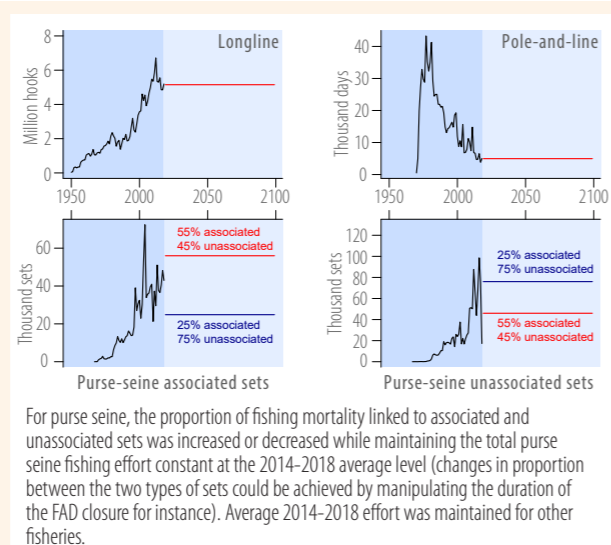 Longline
Pole-and-line
Million hooks
8
6
4
2
0
1950 2000 2050 2100
Thousand days
40
30
20
10
0
1950 2000 2050 2100
Thousand sets
60
40
20
0
55% associated
45% unassociated
25% associated
75% unassociated
Purse-seine associated sets
Thousand sets
120
100
80
60
40
20
0
25% associated
75% unassociated
55% associated
45% unassociated
Purse-seine unassociated sets
For purse seine, the proportion of fishing mortality linked to associated and
unassociated sets was increased or decreased while maintaining the total purse
seine fishing effort constant at the 2014-2018 average level (changes in proportion
between the two types of sets could be achieved by manipulating the duration of
the FAD closure for instance). Average 2014-2018 effort was maintained for other
fisheries.